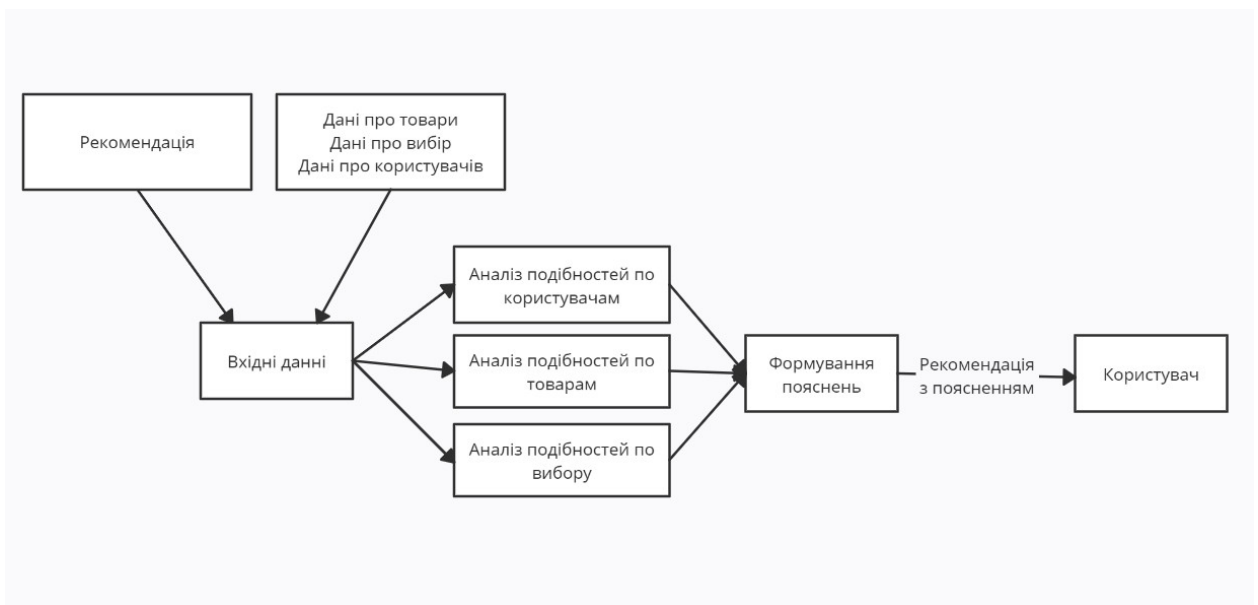 Рекомендація
Дані про товари
Дані про вибір
Дані про користувачів
Вхідні данні
Аналіз подібностей по
користувачам
Аналіз подібностей по
товарам
Аналіз подібностей по
вибору
Формування
пояснень
Рекомендація
з поясненням
Користувач